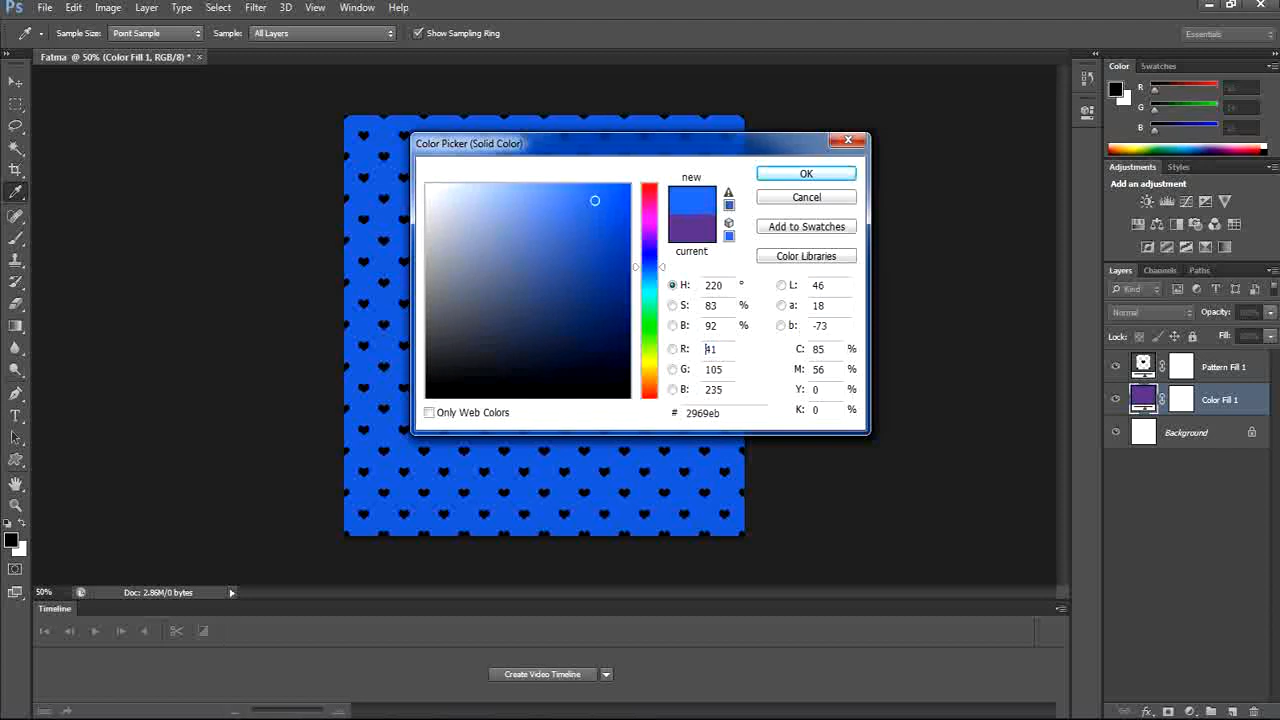 Ps File Edit Image Layer Type Select Filter 3D View Window Help
Sample Size: Point Sample Sample: All Layers Show Sampling Ring Essentials
Fatma @ 50% (Color Fill 1, RGB/8) *
Color Swatches
R
G
B
Adjustments Styles
Add an adjustment
Layers Channels Paths
Kind
Normal Opacity:
Lock: Fill:
Pattern Fill 1
Color Fill 1
Background
Color Picker (Solid Color)
new
current
OK
Cancel
Add to Swatches
Color Libraries
H: 220 °
S: 83 %
B: 92 %
R: 41
G: 105
B: 235
# 2969eb
L: 46
a: 18
b: -73
C: 85 %
M: 56 %
Y: 0 %
K: 0 %
Only Web Colors
50% Doc: 2.86M/0 bytes
Timeline
Create Video Timeline
fx